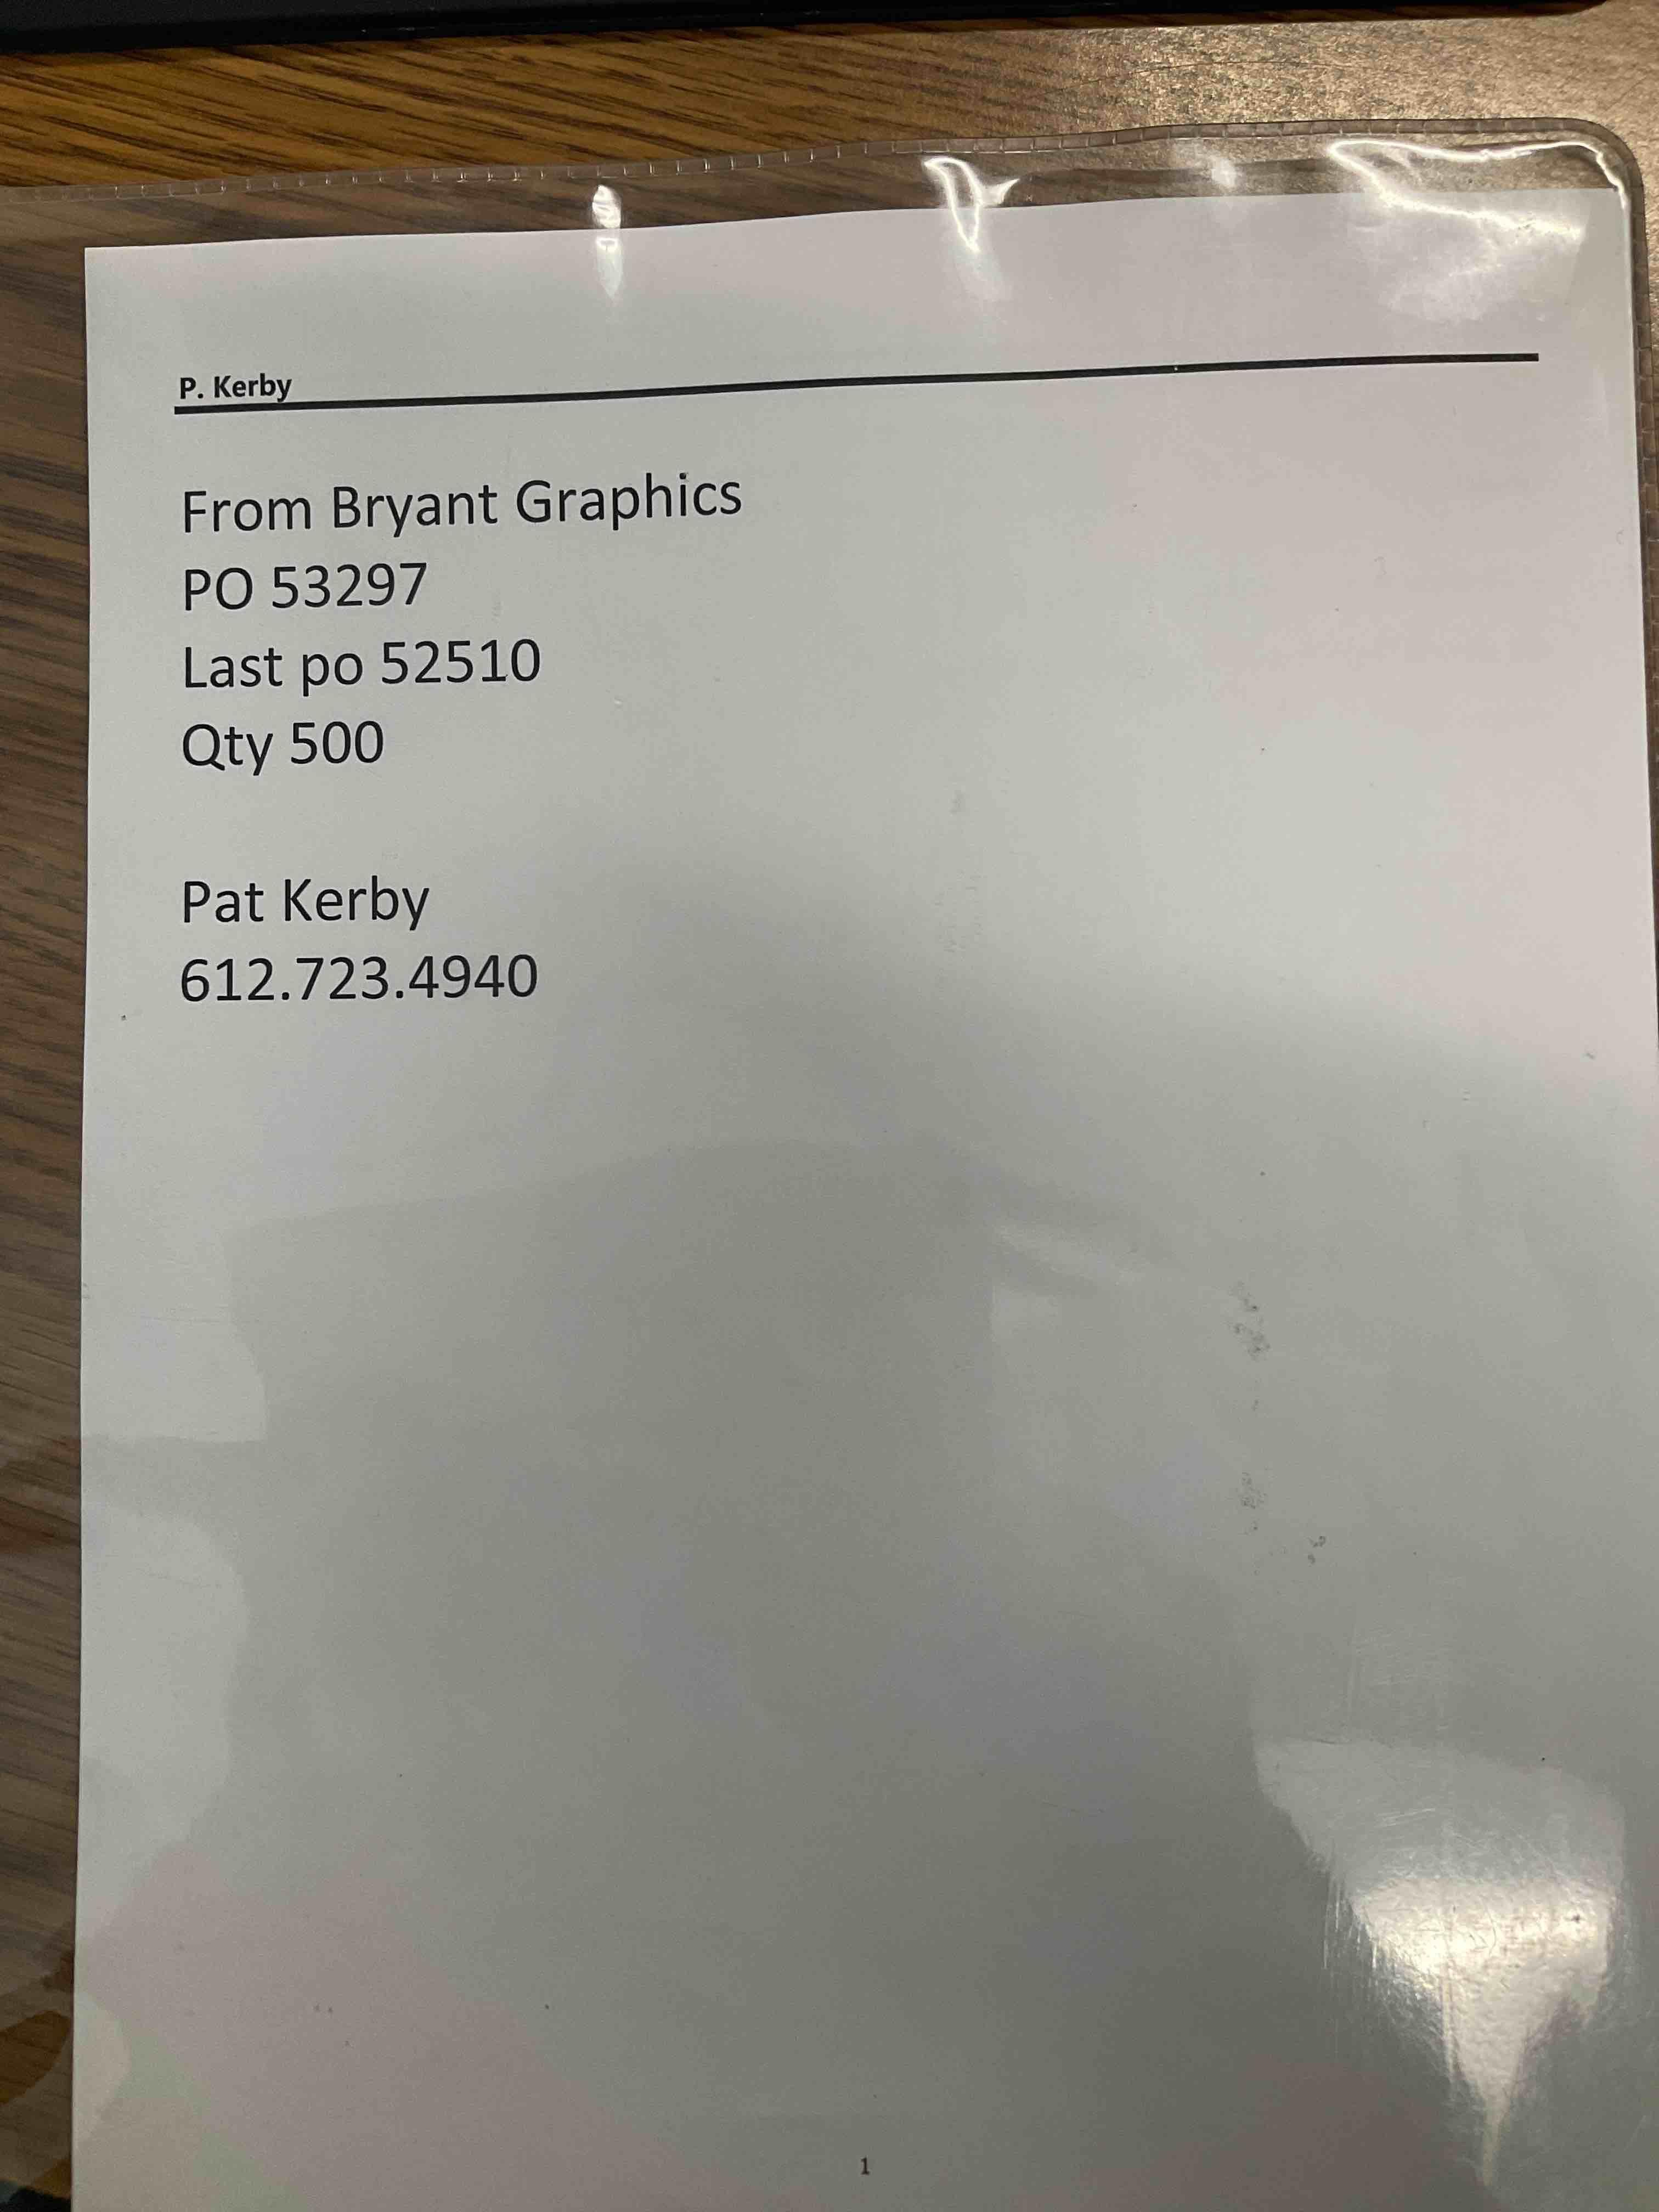 P. Kerby
From Bryant Graphics
PO 53297
Last po 52510
Qty 500
Pat Kerby
612.723.4940
1